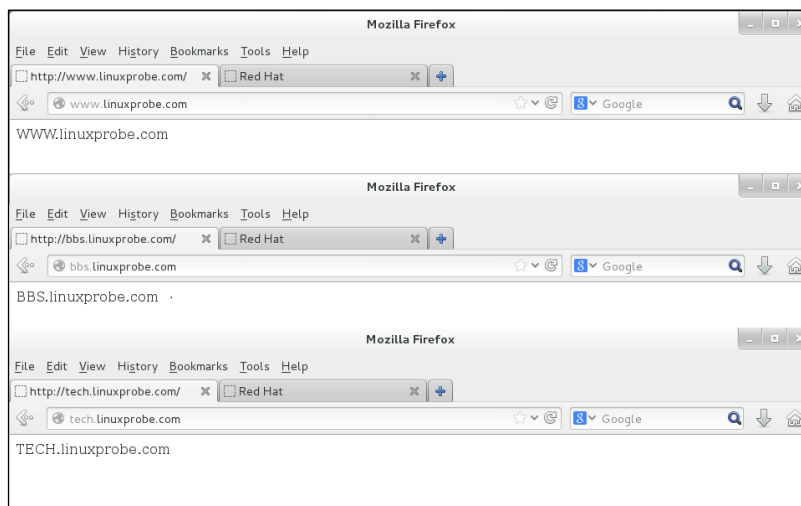 Mozilla Firefox
File Edit View History Bookmarks Tools Help
http://www.linuxprobe.com/ Red Hat
www.linuxprobe.com Google
WWW.linuxprobe.com
Mozilla Firefox
File Edit View History Bookmarks Tools Help
http://bbs.linuxprobe.com/ Red Hat
bbs.linuxprobe.com Google
BBS.linuxprobe.com
Mozilla Firefox
File Edit View History Bookmarks Tools Help
http://tech.linuxprobe.com/ Red Hat
tech.linuxprobe.com Google
TECH.linuxprobe.com